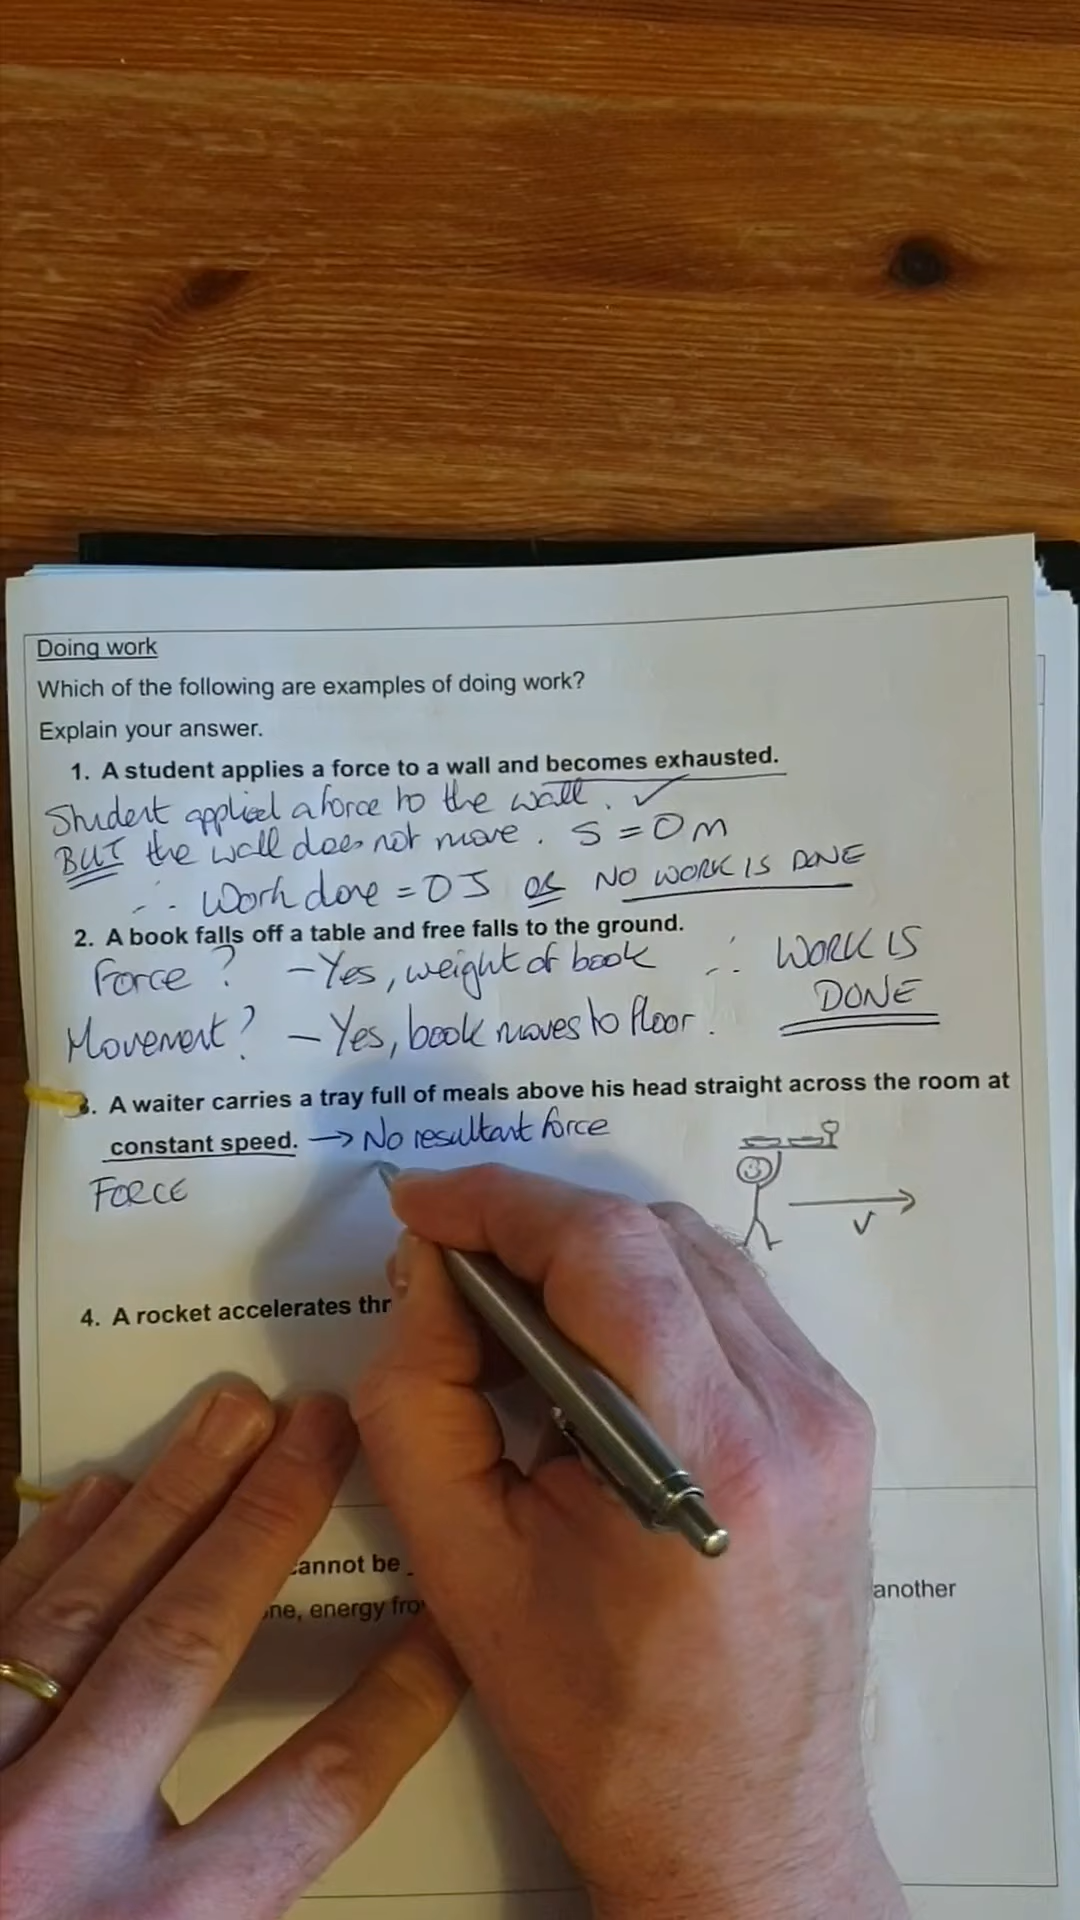 Doing work
Which of the following are examples of doing work?
Explain your answer.
1. A student applies a force to a wall and becomes exhausted.
Student applied a force to the wall. ✓
BUT the wall does not move. S = 0 m
∴ Work done = 0 J or NO WORK IS DONE
2. A book falls off a table and free falls to the ground.
Force? – Yes, weight of book ∴ WORK IS
DONE
Movement? – Yes, book moves to floor.
3. A waiter carries a tray full of meals above his head straight across the room at
constant speed. → No resultant force
FORCE
v
4. A rocket accelerates thr
annot be _
ne, energy fro
another